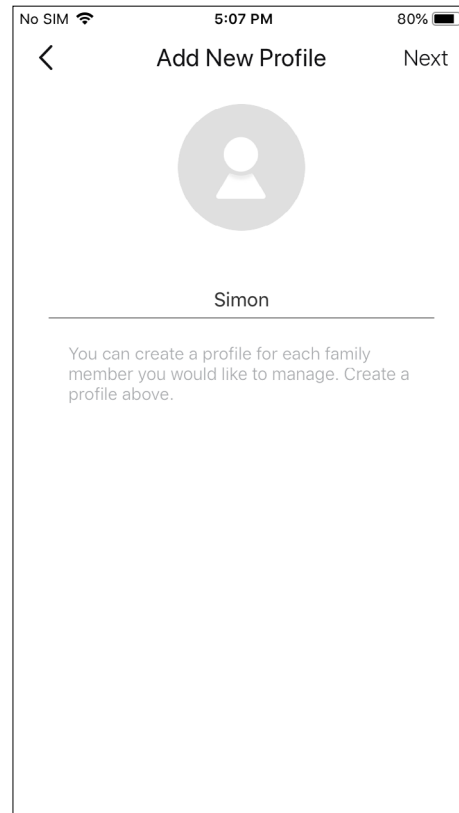 No SIM 5:07 PM 80%
Add New Profile Next
Simon
You can create a profile for each family
member you would like to manage. Create a
profile above.